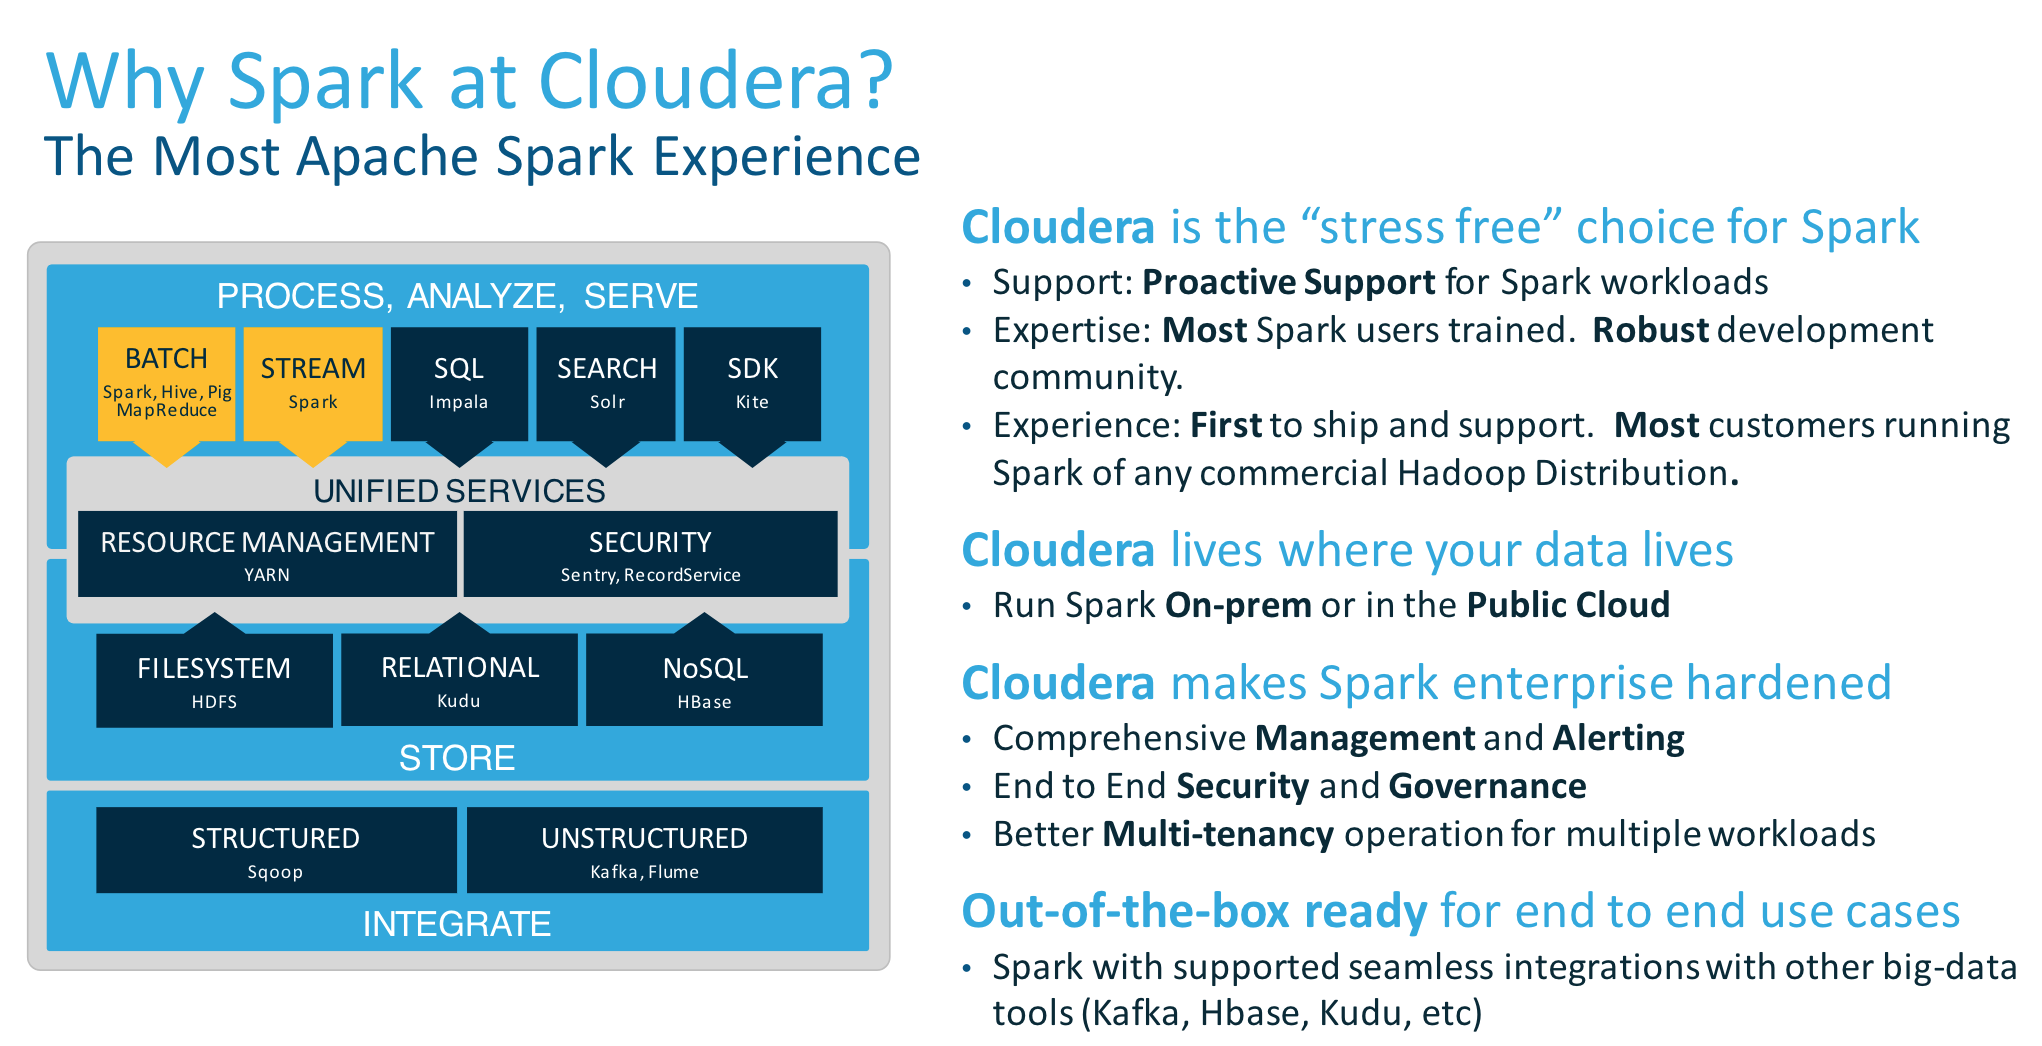 Why Spark at Cloudera?
The Most Apache Spark Experience
PROCESS, ANALYZE, SERVE
BATCH
Spark, Hive, Pig
MapReduce
STREAM
Spark
SQL
Impala
SEARCH
Solr
SDK
Kite
UNIFIED SERVICES
RESOURCE MANAGEMENT
YARN
SECURITY
Sentry, RecordService
FILESYSTEM
HDFS
RELATIONAL
Kudu
NoSQL
HBase
STORE
STRUCTURED
Sqoop
UNSTRUCTURED
Kafka, Flume
INTEGRATE
Cloudera is the “stress free” choice for Spark
• Support: Proactive Support for Spark workloads
• Expertise: Most Spark users trained. Robust development
community.
• Experience: First to ship and support. Most customers running
Spark of any commercial Hadoop Distribution.
Cloudera lives where your data lives
• Run Spark On-prem or in the Public Cloud
Cloudera makes Spark enterprise hardened
• Comprehensive Management and Alerting
• End to End Security and Governance
• Better Multi-tenancy operation for multiple workloads
Out-of-the-box ready for end to end use cases
• Spark with supported seamless integrations with other big-data
tools (Kafka, Hbase, Kudu, etc)